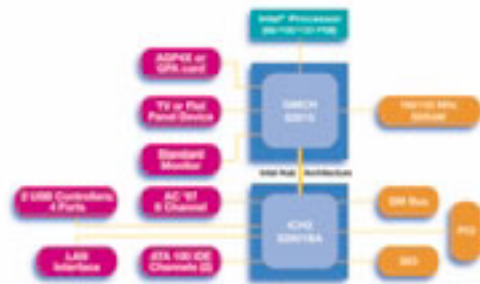 Intel® Processor
AGP4X or
GPA card
TV or Flat
Panel Device
Standard
Monitor
GMCH
Intel Hub Architecture
2 USB Controllers,
4 Ports
AC '97
6 Channel
LAN
Interface
ATA 100 IDE
Channels (2)
ICH2
SM Bus
PCI